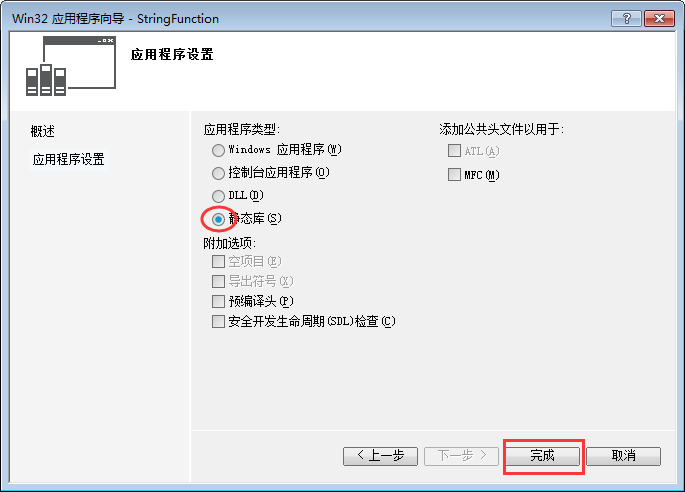 Win32 应用程序向导 - StringFunction
应用程序设置
概述
应用程序设置
应用程序类型:
Windows 应用程序(W)
控制台应用程序(O)
DLL(D)
静态库(S)
附加选项:
空项目(E)
导出符号(X)
预编译头(P)
安全开发生命周期(SDL)检查(C)
添加公共头文件以用于:
ATL(A)
MFC(M)
< 上一步
下一步 >
完成
取消